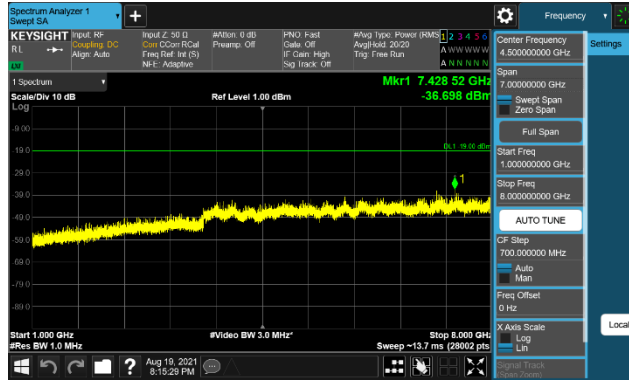 Spectrum Analyzer 1
Swept SA
+
Frequency
KEYSIGHT
RL
Input: RF
Coupling: DC
Align: Auto
Input Z: 50 Ω
Corr CCorr RCal
Freq Ref: Int (S)
NFE: Adaptive
#Atten: 0 dB
Preamp: Off
PNO: Fast
Gate: Off
IF Gain: High
Sig Track: Off
#Avg Type: Power (RMS)
Avg|Hold: 20/20
Trig: Free Run
1 2 3 4 5 6
A W W W W W
A N N N N N
1 Spectrum
Scale/Div 10 dB
Log
Ref Level 1.00 dBm
Mkr1 7.428 52 GHz
-36.698 dBm
-9.00
-19.0
-29.0
-39.0
-49.0
-59.0
-69.0
-79.0
-89.0
DL1 -19.00 dBm
1
Start 1.000 GHz
#Res BW 1.0 MHz
#Video BW 3.0 MHz*
Stop 8.000 GHz
Sweep ~13.7 ms (28002 pts)
?
Aug 19, 2021
8:15:29 PM
Center Frequency
4.500000000 GHz
Settings
Span
7.00000000 GHz
Swept Span
Zero Span
Full Span
Start Freq
1.000000000 GHz
Stop Freq
8.000000000 GHz
AUTO TUNE
CF Step
700.000000 MHz
Auto
Man
Freq Offset
0 Hz
X Axis Scale
Log
Lin
Local
Signal Track
(Span Zoom)